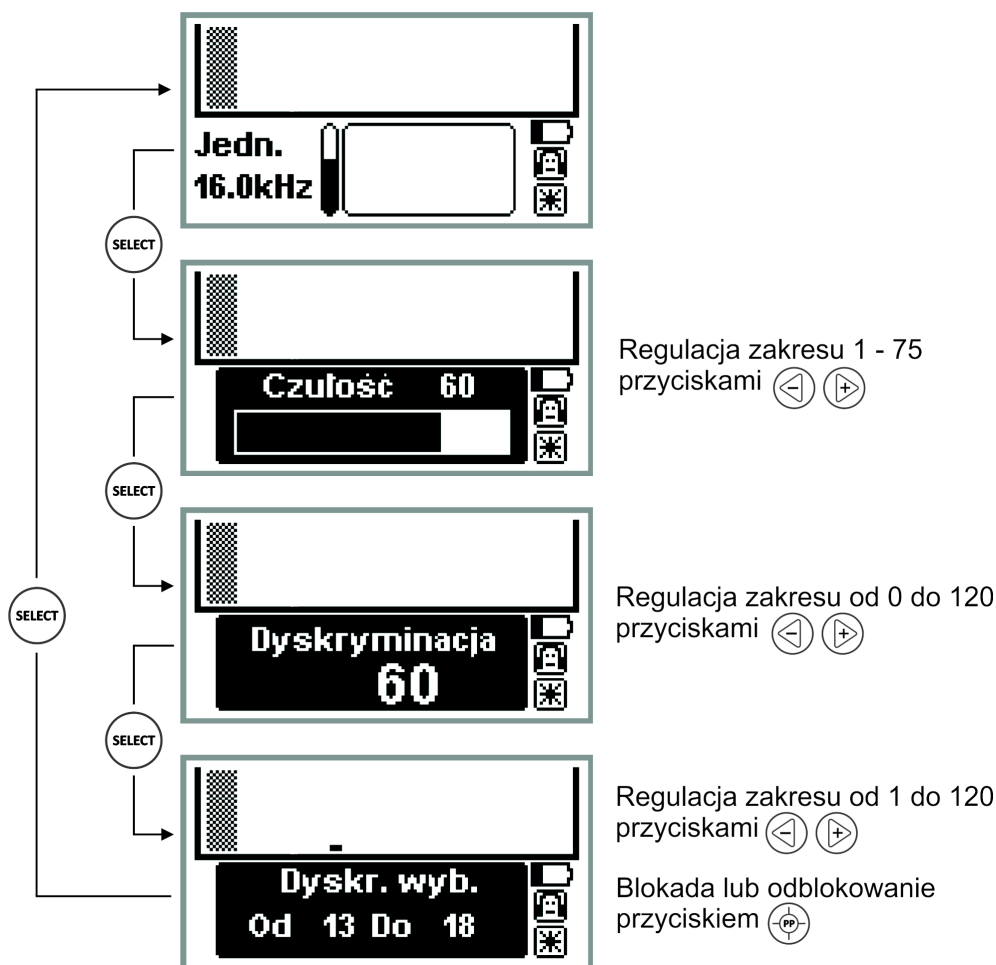 Jedn.
16.0kHz
SELECT
Czułość 60
Regulacja zakresu 1 - 75
przyciskami - +
SELECT
Dyskryminacja
60
Regulacja zakresu od 0 do 120
przyciskami - +
SELECT
SELECT
Dyskr. wyb.
Od 13 Do 18
Regulacja zakresu od 1 do 120
przyciskami - +
Blokada lub odblokowanie
przyciskiem PP